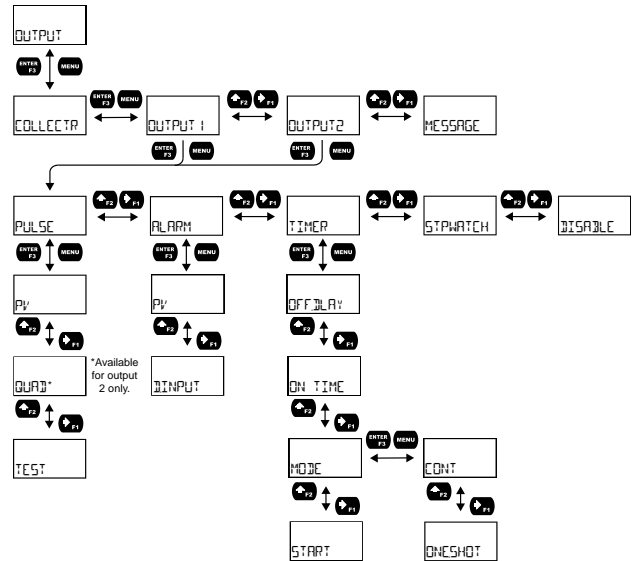 OUTPUT
ENTER F3 MENU
ENTER F3 MENU F2 F1 F2 F1
COLLECTR OUTPUT 1 OUTPUT2 MESSAGE
ENTER F3 MENU ENTER F3 MENU
F2 F1 F2 F1 F2 F1 F2 F1
PULSE ALARM TIMER STPWATCH DISABLE
ENTER F3 MENU ENTER F3 MENU ENTER F3 MENU
PV PV OFF.DLAY
F2 F1 F2 F1 F2 F1
QUAD* *Available for output 2 only. DINPUT ON TIME
F2 F1 F2 F1
ENTER F3 MENU
TEST MODE CONT
F2 F1 F2 F1
START ONESHOT